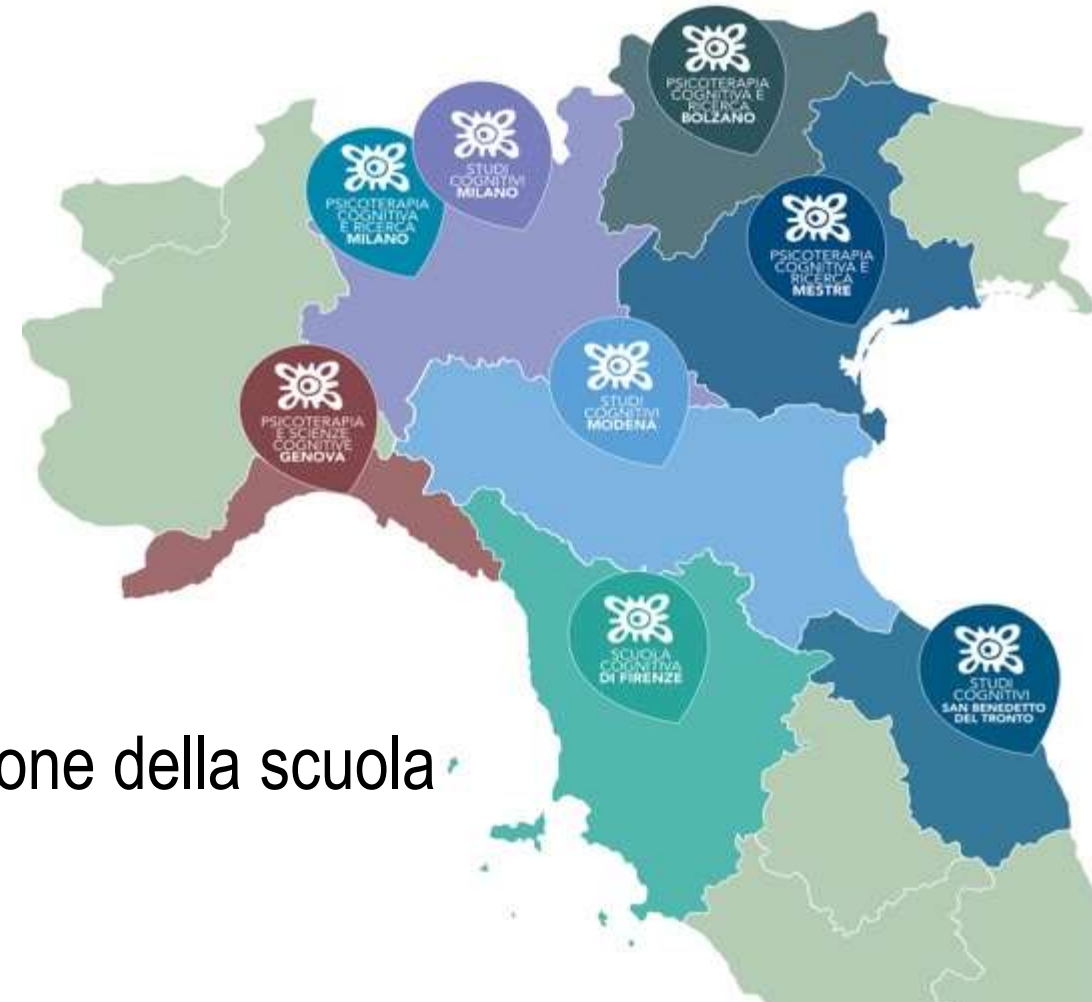 PSICOTERAPIA
COGNITIVA E
RICERCA
BOLZANO
STUDI
COGNITIVI
MILANO
PSICOTERAPIA
COGNITIVA
E RICERCA
MILANO
PSICOTERAPIA
COGNITIVA E
RICERCA
MESTRE
STUDI
COGNITIVI
MODENA
PSICOTERAPIA
E SCIENZE
COGNITIVE
GENOVA
SCUOLA
COGNITIVA
DI FIRENZE
STUDI
COGNITIVI
SAN BENEDETTO
DEL TRONTO
one della scuola